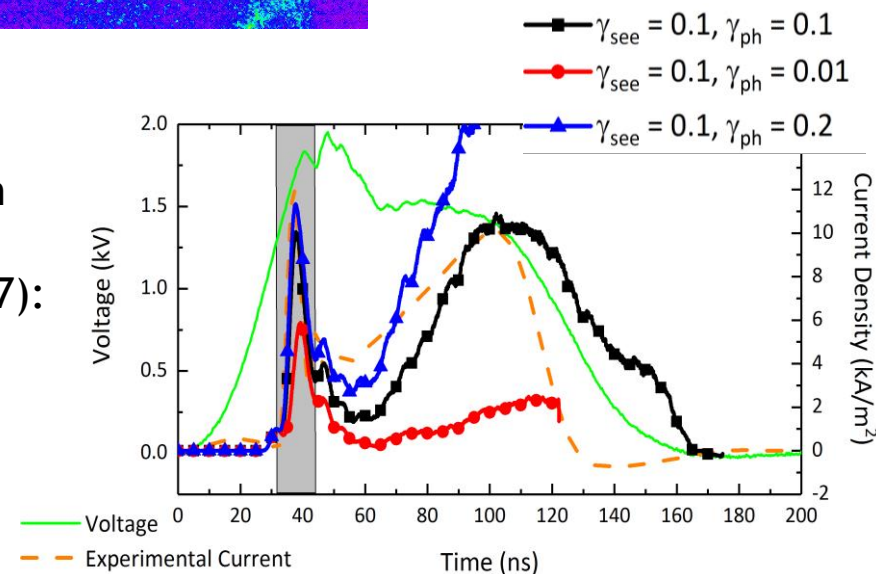 γsee = 0.1, γph = 0.1
γsee = 0.1, γph = 0.01
γsee = 0.1, γph = 0.2
7):
Voltage (kV)
2.0
1.5
1.0
0.5
0.0
12
10
8
6
4
2
0
-2
Current Density (kA/m²)
0 20 40 60 80 100 120 140 160 180 200
Time (ns)
Voltage
Experimental Current